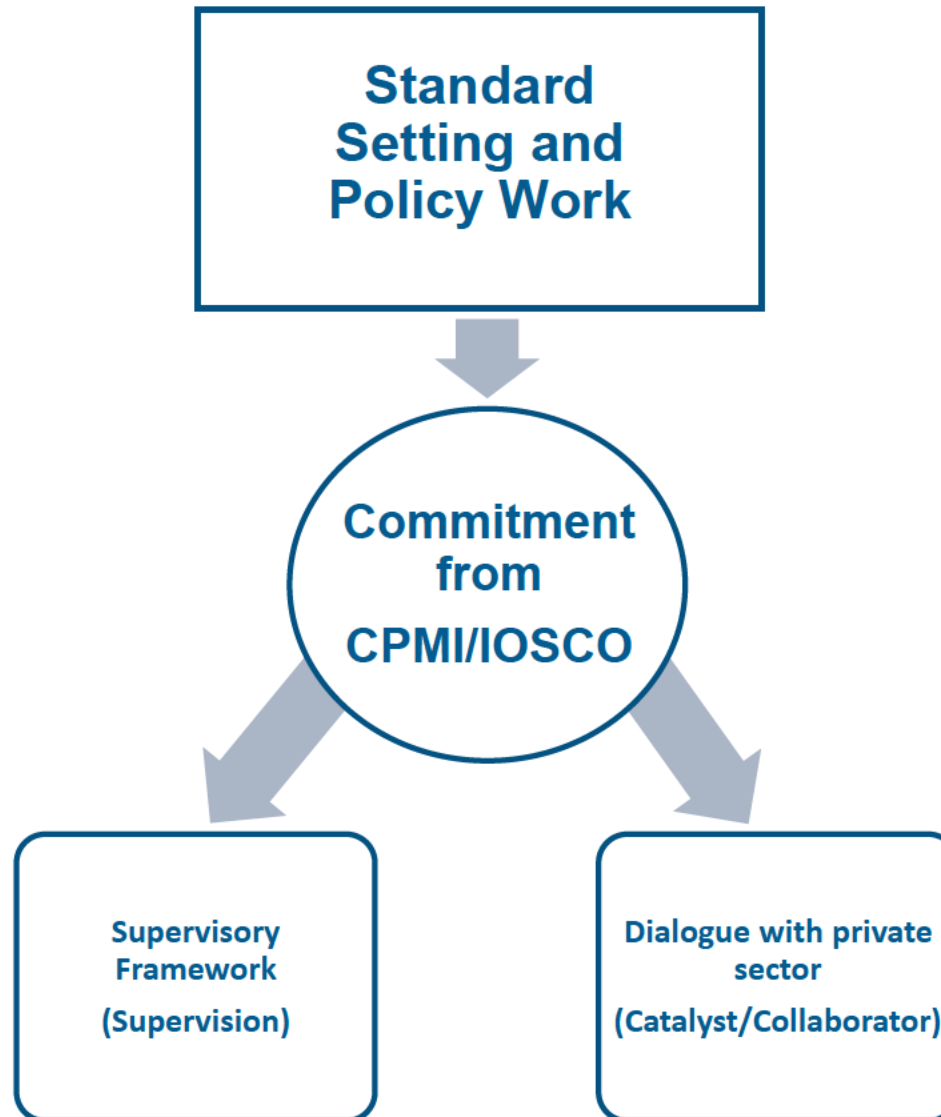 Standard
Setting and
Policy Work
Commitment
from
CPMI/IOSCO
Supervisory
Framework
(Supervision)
Dialogue with private
sector
(Catalyst/Collaborator)